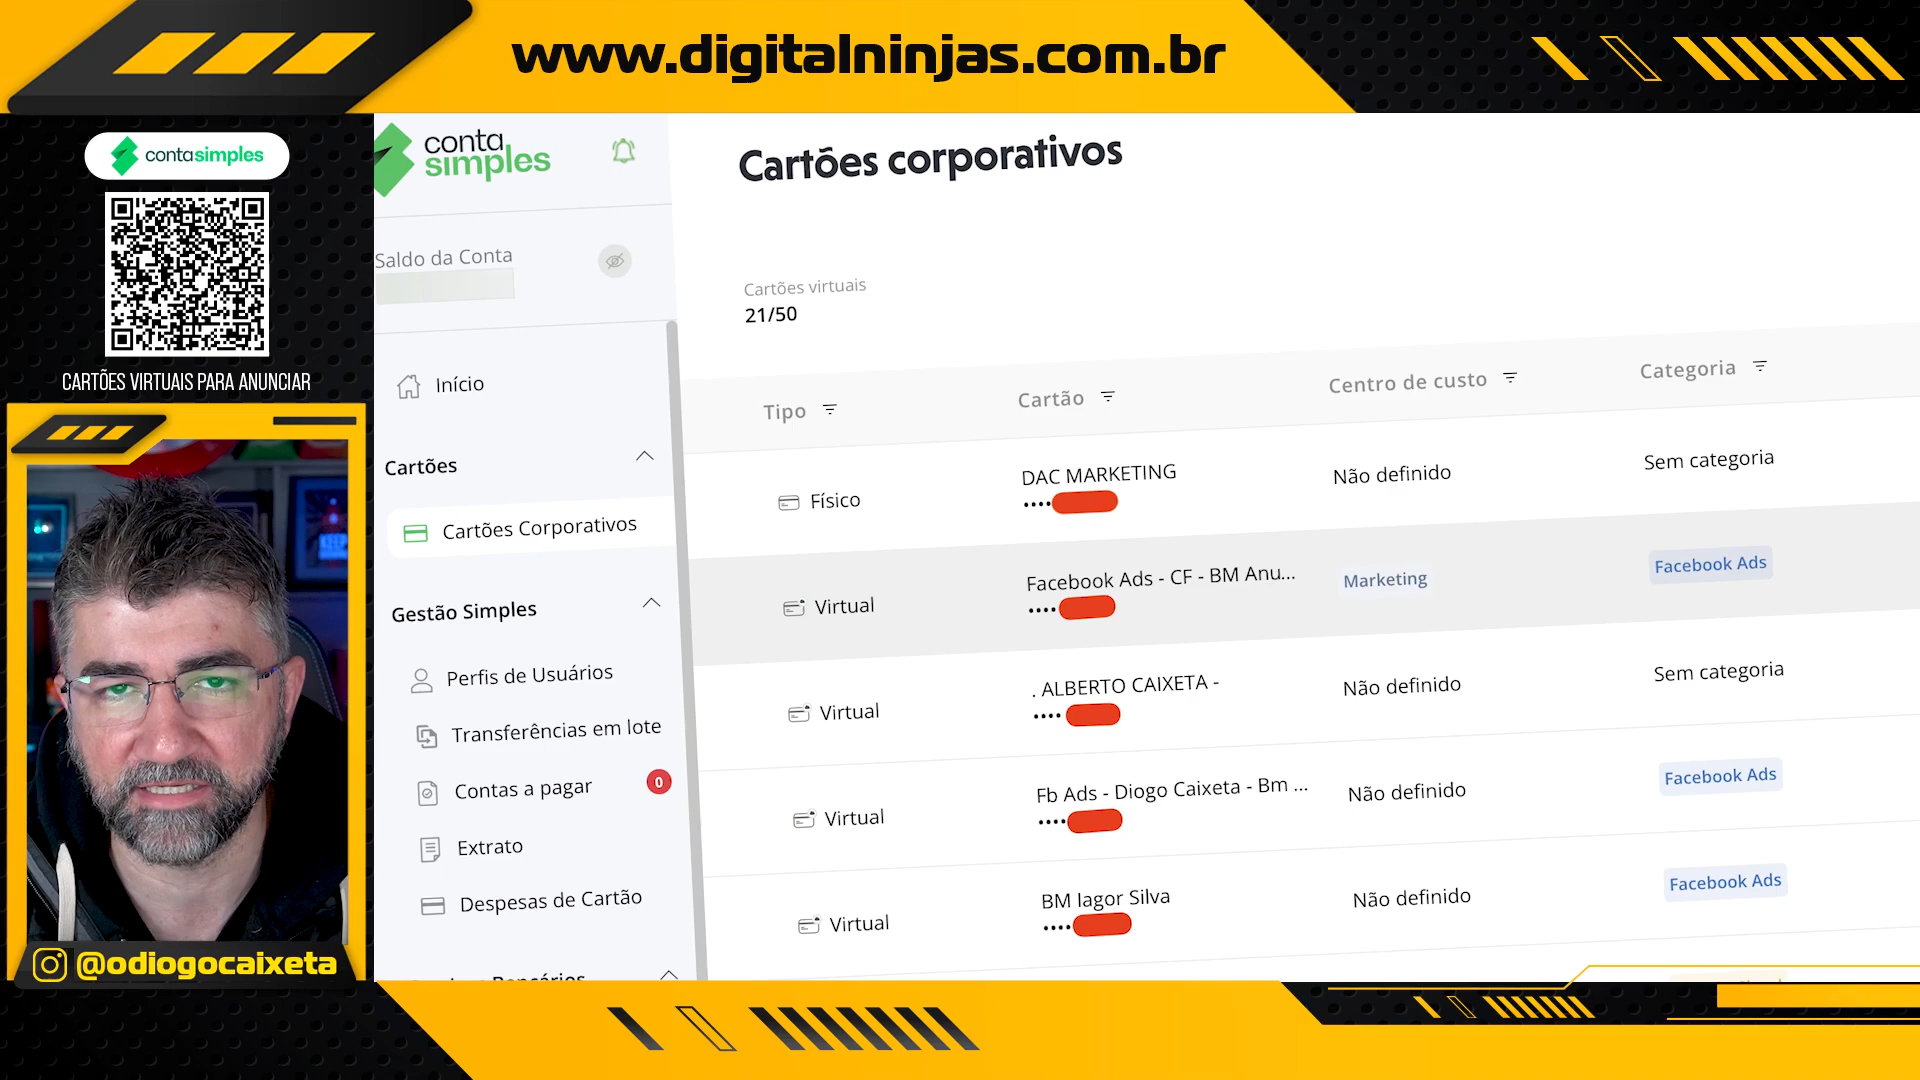 www.digitalninjas.com.br
contasimples
CARTÕES VIRTUAIS PARA ANUNCIAR
@odiogocaixeta
conta
simples
Saldo da Conta
Início
Cartões
Cartões Corporativos
Gestão Simples
Perfis de Usuários
Transferências em lote
Contas a pagar
0
Extrato
Despesas de Cartão
Bancários
Cartões corporativos
Cartões virtuais
21/50
Tipo Cartão Centro de custo Categoria
Físico DAC MARKETING Não definido Sem categoria
••••
Virtual Facebook Ads - CF - BM Anu... Marketing Facebook Ads
••••
Virtual . ALBERTO CAIXETA - Não definido Sem categoria
••••
Virtual Fb Ads - Diogo Caixeta - Bm ... Não definido Facebook Ads
••••
Virtual BM Iagor Silva Não definido Facebook Ads
••••